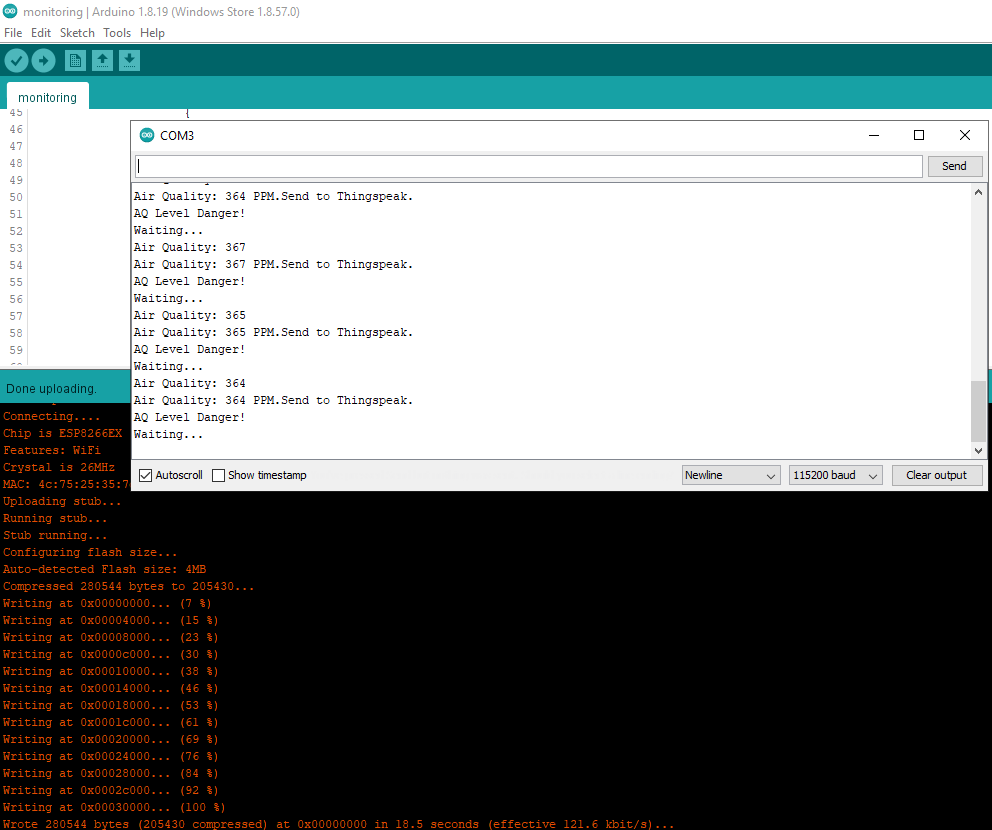 monitoring | Arduino 1.8.19 (Windows Store 1.8.57.0)
File Edit Sketch Tools Help
monitoring
45 {
46
47
48
49
50
51
52
53
54
55
56
57
58
59
COM3
Send
Air Quality: 364 PPM.Send to Thingspeak.
AQ Level Danger!
Waiting...
Air Quality: 367
Air Quality: 367 PPM.Send to Thingspeak.
AQ Level Danger!
Waiting...
Air Quality: 365
Air Quality: 365 PPM.Send to Thingspeak.
AQ Level Danger!
Waiting...
Air Quality: 364
Air Quality: 364 PPM.Send to Thingspeak.
AQ Level Danger!
Waiting...
Autoscroll Show timestamp Newline 115200 baud Clear output
Done uploading.
Connecting....
Chip is ESP8266EX
Features: WiFi
Crystal is 26MHz
MAC: 4c:75:25:35:7
Uploading stub...
Running stub...
Stub running...
Configuring flash size...
Auto-detected Flash size: 4MB
Compressed 280544 bytes to 205430...
Writing at 0x00000000... (7 %)
Writing at 0x00004000... (15 %)
Writing at 0x00008000... (23 %)
Writing at 0x0000c000... (30 %)
Writing at 0x00010000... (38 %)
Writing at 0x00014000... (46 %)
Writing at 0x00018000... (53 %)
Writing at 0x0001c000... (61 %)
Writing at 0x00020000... (69 %)
Writing at 0x00024000... (76 %)
Writing at 0x00028000... (84 %)
Writing at 0x0002c000... (92 %)
Writing at 0x00030000... (100 %)
Wrote 280544 bytes (205430 compressed) at 0x00000000 in 18.5 seconds (effective 121.6 kbit/s)...